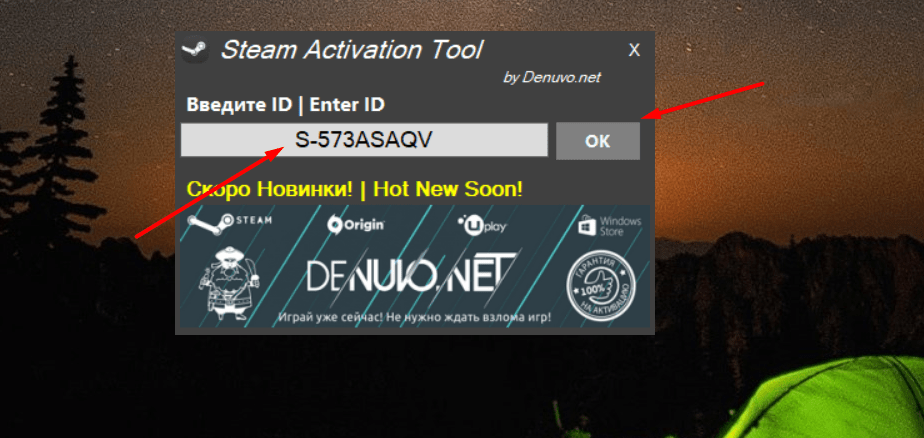 Steam Activation Tool X
by Denuvo.net
Введите ID | Enter ID
S-573ASAQV OK
Скоро Новинки! | Hot New Soon!
STEAM Origin Uplay Windows Store
DENUVO.NET
ГАРАНТИЯ 100% НА АКТИВАЦИЮ
Играй уже сейчас! Не нужно ждать взлома игр!